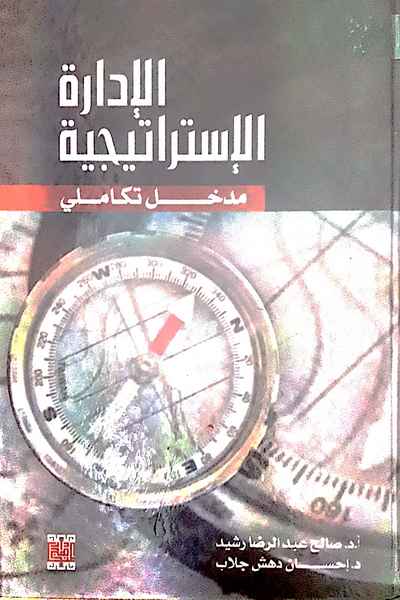 الإدارة
الإستراتيجية
مدخل تكاملي
أ.د. صالح عبد الرضا رشيد
د. إحسان دهش جلاب